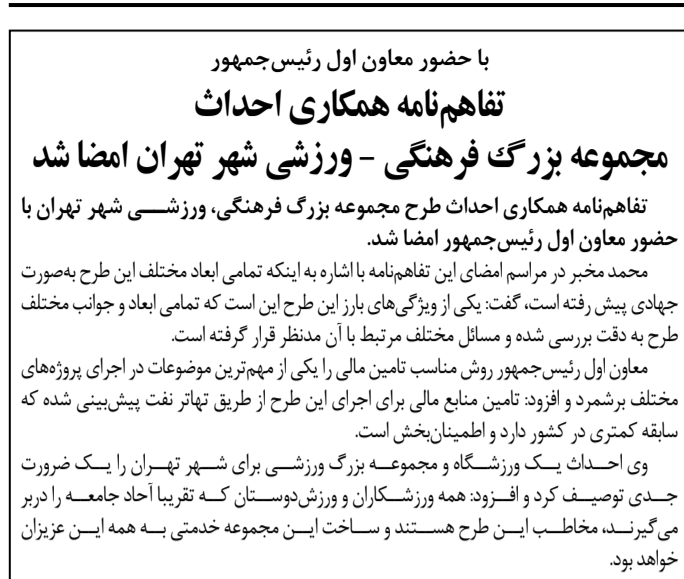 با حضور معاون اول رئیس‌جمهور
تفاهم‌نامه همکاری احداث
مجموعه بزرگ فرهنگی - ورزشی شهر تهران امضا شد
تفاهم‌نامه همکاری احداث طرح مجموعه بزرگ فرهنگی، ورزشی شهر تهران با
حضور معاون اول رئیس‌جمهور امضا شد.
محمد مخبر در مراسم امضای این تفاهم‌نامه با اشاره به اینکه تمامی ابعاد مختلف این طرح به‌صورت
جهادی پیش رفته است، گفت: یکی از ویژگی‌های بارز این طرح این است که تمامی ابعاد و جوانب مختلف
طرح به دقت بررسی شده و مسائل مختلف مرتبط با آن مدنظر قرار گرفته است.
معاون اول رئیس‌جمهور روش مناسب تامین مالی را یکی از مهم‌ترین موضوعات در اجرای پروژه‌های
مختلف برشمرد و افزود: تامین منابع مالی برای اجرای این طرح از طریق تهاتر نفت پیش‌بینی شده که
سابقه کمتری در کشور دارد و اطمینان‌بخش است.
وی احداث یک ورزشگاه و مجموعه بزرگ ورزشی برای شهر تهران را یک ضرورت
جدی توصیف کرد و افزود: همه ورزشکاران و ورزش‌دوستان که تقریبا آحاد جامعه را دربر
می‌گیرند، مخاطب این طرح هستند و ساخت این مجموعه خدمتی به همه این عزیزان
خواهد بود.